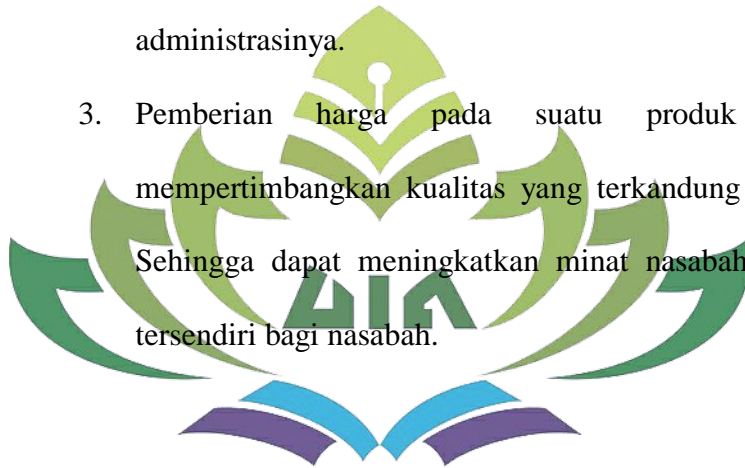 administrasinya.
3. Pemberian harga pada suatu produk
mempertimbangkan kualitas yang terkandung
Sehingga dapat meningkatkan minat nasabah
UIN
tersendiri bagi nasabah.